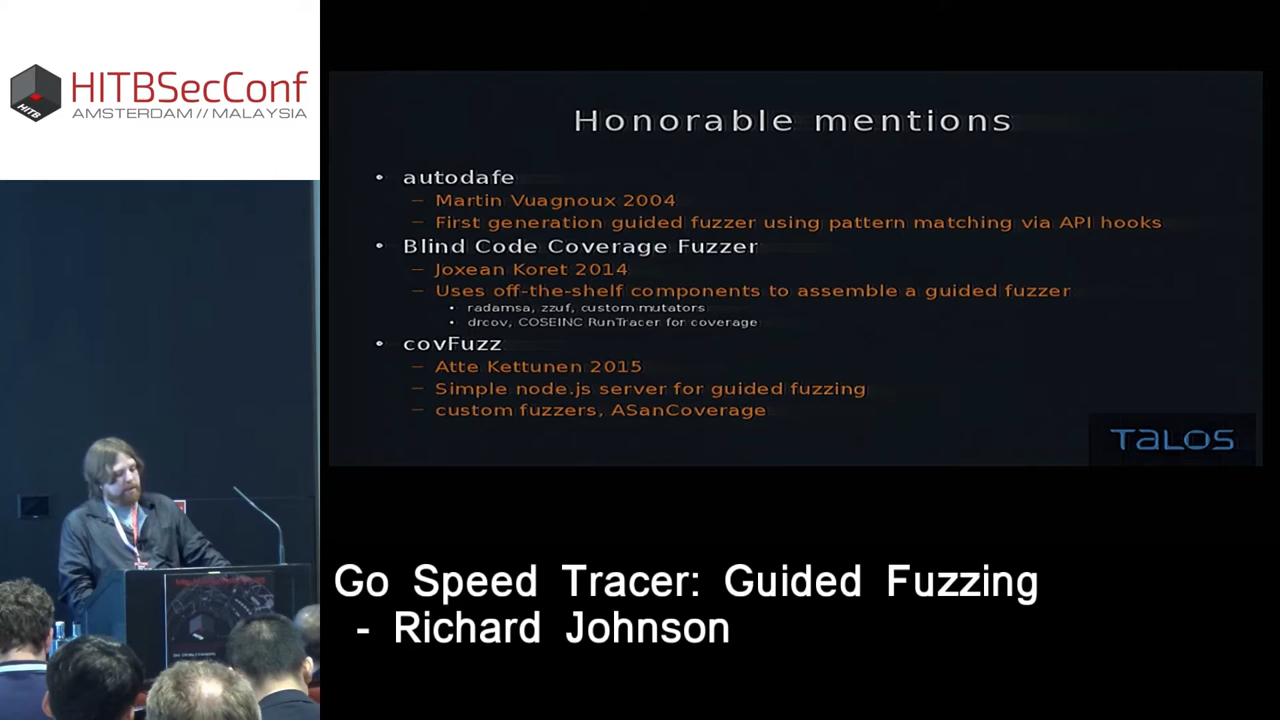 HITBSecConf
AMSTERDAM // MALAYSIA
HITB
Honorable mentions
• autodafe
– Martin Vuagnoux 2004
– First generation guided fuzzer using pattern matching via API hooks
• Blind Code Coverage Fuzzer
– Joxean Koret 2014
– Uses off-the-shelf components to assemble a guided fuzzer
• radamsa, zzuf, custom mutators
• drcov, COSEINC RunTracer for coverage
• covFuzz
– Atte Kettunen 2015
– Simple node.js server for guided fuzzing
– custom fuzzers, ASanCoverage
TALOS
Go Speed Tracer: Guided Fuzzing
- Richard Johnson